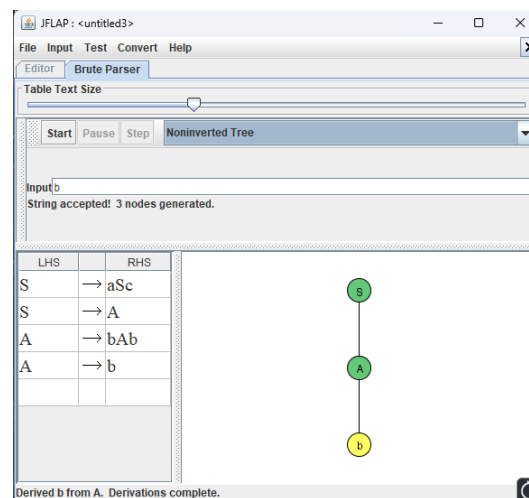 JFLAP : <untitled3>
File Input Test Convert Help
Editor Brute Parser
Table Text Size
Start Pause Step Noninverted Tree
Input b
String accepted! 3 nodes generated.
LHS RHS
S → aSc
S → A
A → bAb
A → b
S
A
b
Derived b from A. Derivations complete.